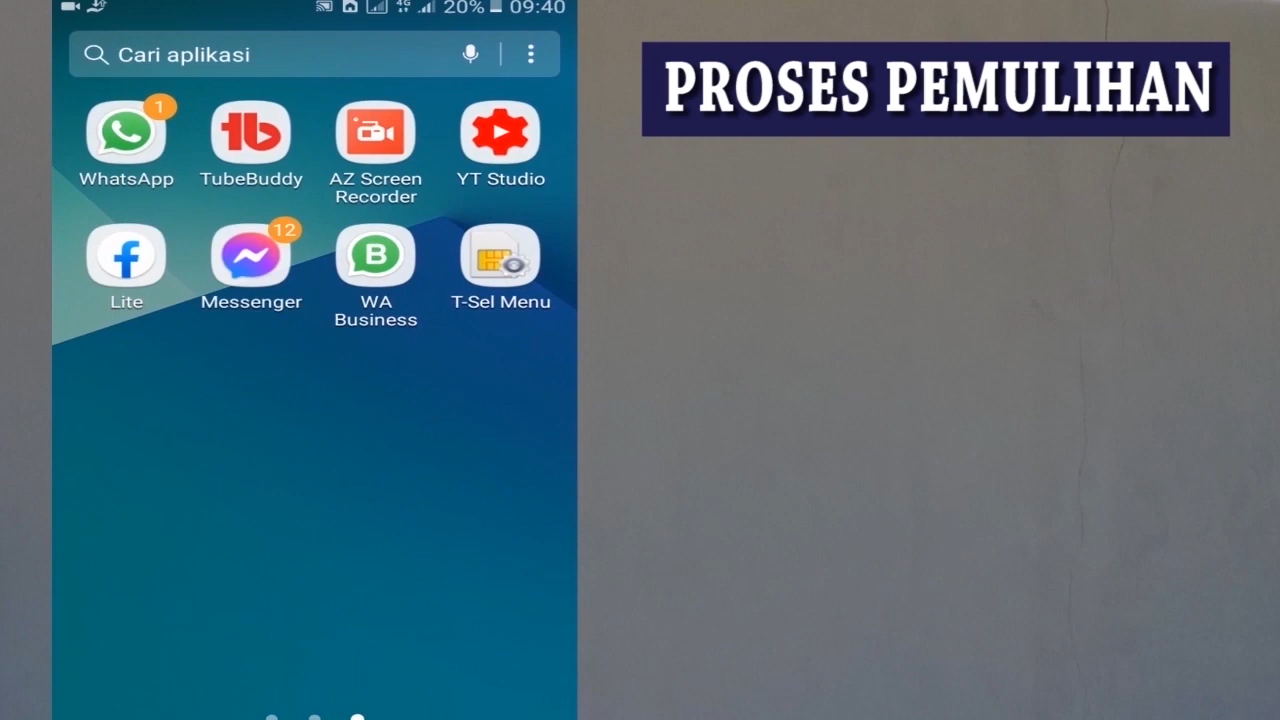 4G 20% 09:40
Cari aplikasi
1
WhatsApp
TubeBuddy
AZ Screen
Recorder
YT Studio
12
Lite
Messenger
B
WA
Business
T-Sel Menu
PROSES PEMULIHAN